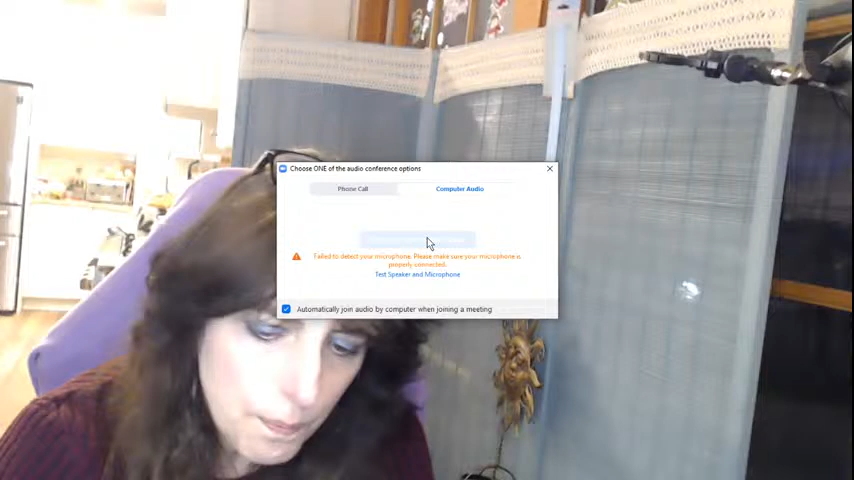 Choose ONE of the audio conference options
Phone Call
Computer Audio
Failed to detect your microphone. Please make sure your microphone is
properly connected.
Test Speaker and Microphone
Automatically join audio by computer when joining a meeting